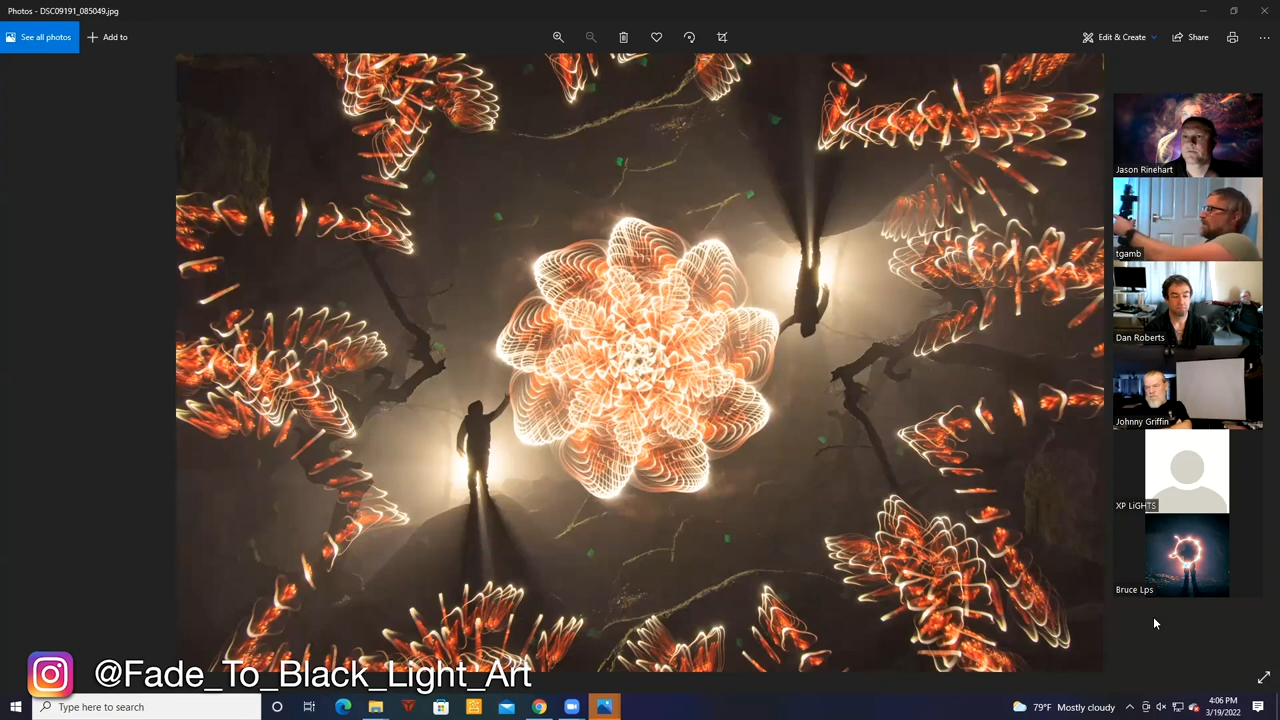 Photos - DSC09191_085049.jpg
See all photos
Add to
Edit & Create
Share
Jason Rinehart
tgamb
Dan Roberts
Johnny Griffin
XP LiGHTS
Bruce Lps
@Fade_To_Black_Light_Art
Type here to search
79°F Mostly cloudy
4:06 PM
3/19/2022